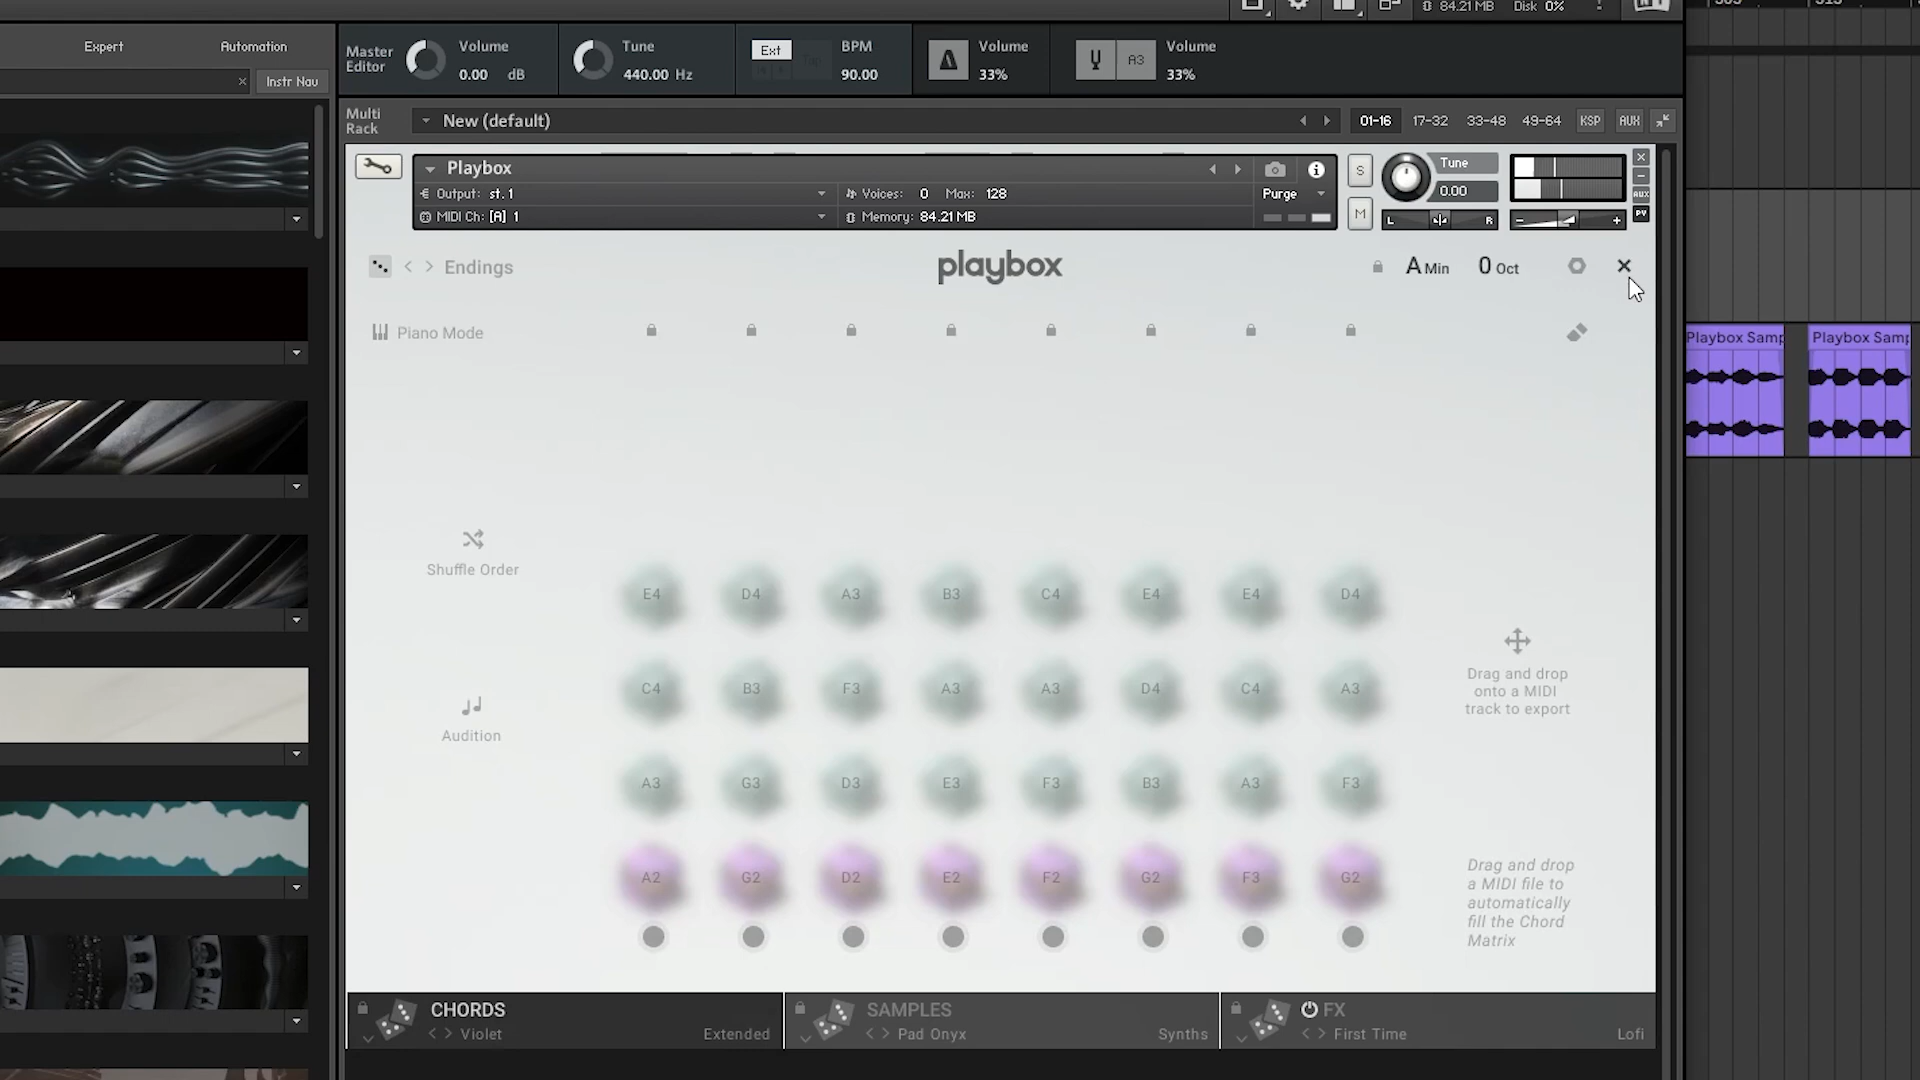 84.21 MB Disk 0% !
Expert Automation
Master Editor Volume 0.00 dB Tune 440.00 Hz Ext Tap BPM 90.00 Volume 33% A3 Volume 33%
Instr Nav
Multi Rack New (default) 01-16 17-32 33-48 49-64 KSP AUX
Playbox
Output: st. 1 Voices: 0 Max: 128 Purge
MIDI Ch: [A] 1 Memory: 84.21 MB
S Tune 0.00
M L R - + AUX PV
Endings playbox A Min 0 Oct
Piano Mode
Playbox Samp Playbox Samp
Shuffle Order
E4 D4 A3 B3 C4 E4 E4 D4
C4 B3 F3 A3 A3 D4 C4 A3
A3 G3 D3 E3 F3 B3 A3 F3
A2 G2 D2 E2 F2 G2 F3 G2
Audition
Drag and drop
onto a MIDI
track to export
Drag and drop
a MIDI file to
automatically
fill the Chord
Matrix
CHORDS SAMPLES FX
Violet Extended Pad Onyx Synths First Time Lofi